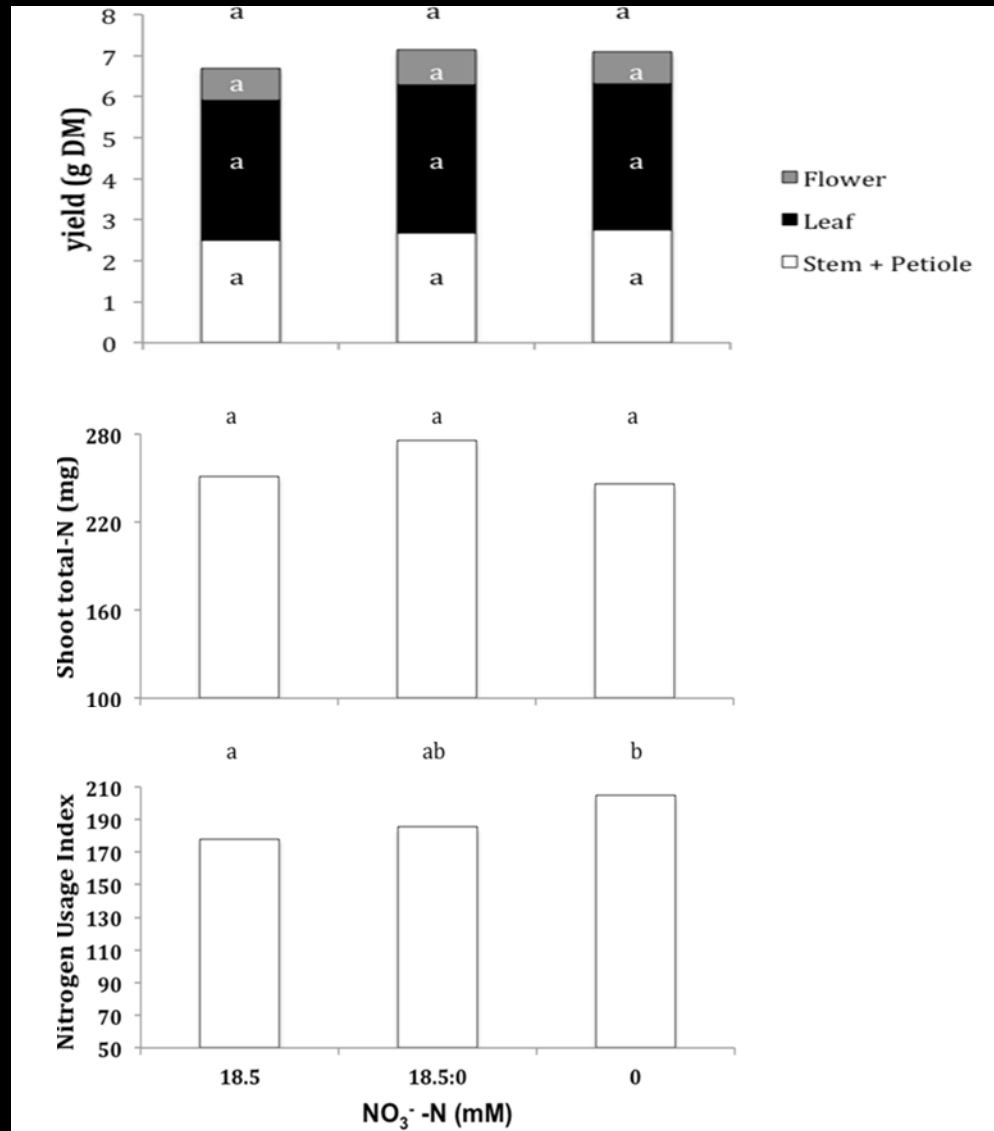 a a a
8
7
6
5
4
3
2
1
0
yield (g DM)
a a a
a a a
a a a
Flower
Leaf
Stem + Petiole
a a a
280
220
160
100
Shoot total-N (mg)
a ab b
210
190
170
150
130
110
90
70
50
Nitrogen Usage Index
18.5 18.5:0 0
NO₃⁻ -N (mM)